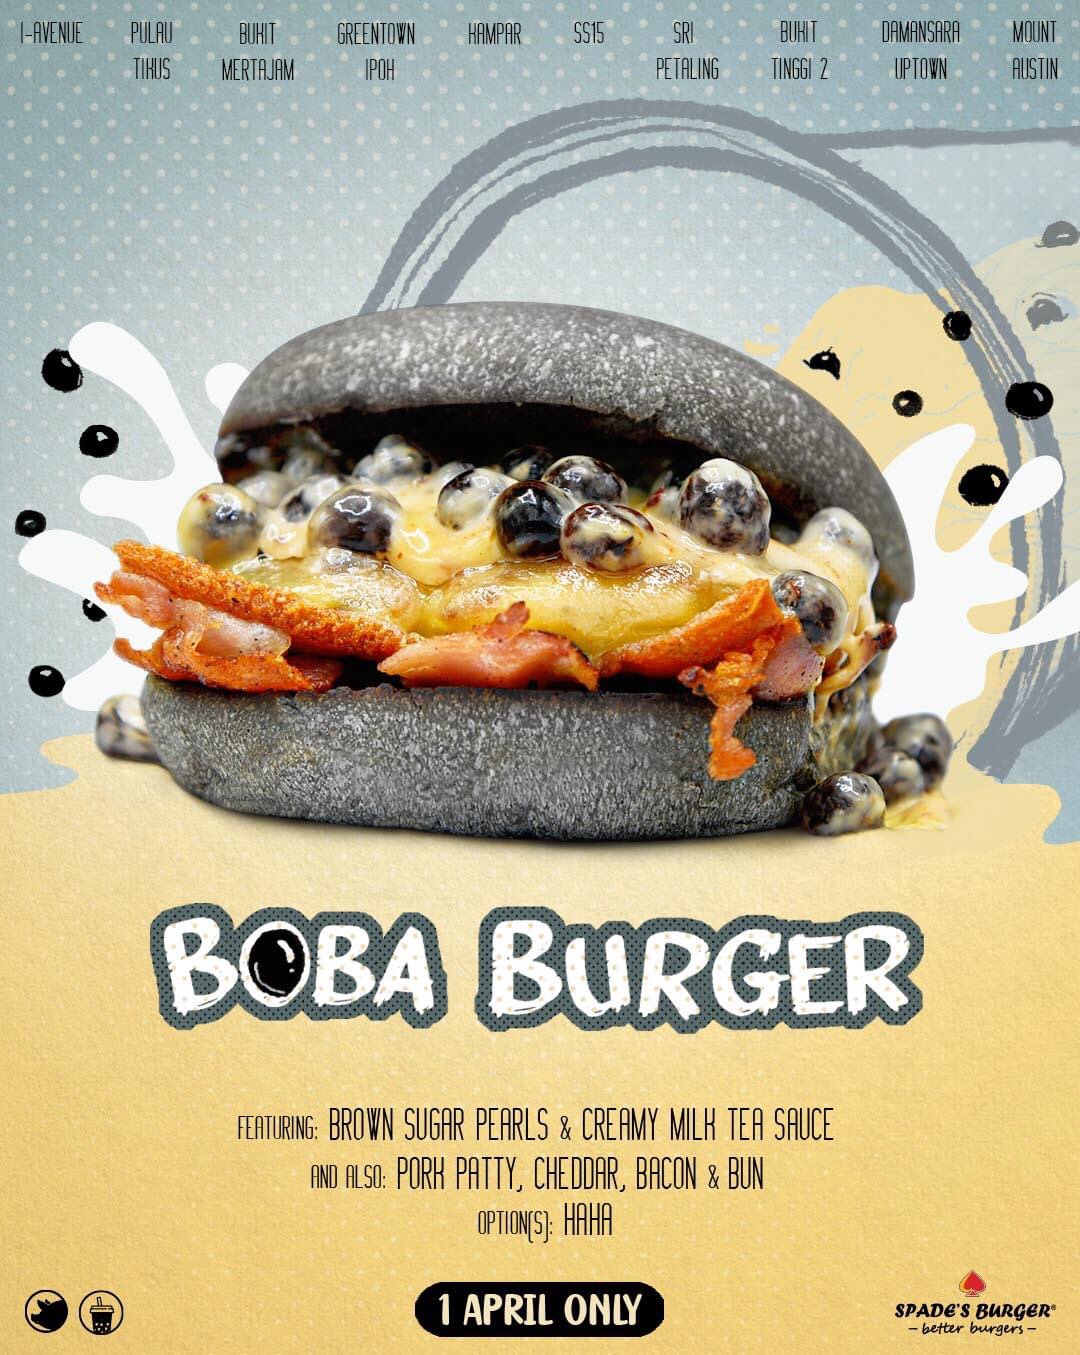 I-AVENUE
PULAU
TIKUS
BUKIT
MERTAJAM
GREENTOWN
IPOH
KAMPAR
SS15
SRI
PETALING
BUKIT
TINGGI 2
DAMANSARA
UPTOWN
MOUNT
AUSTIN
BOBA BURGER
FEATURING: BROWN SUGAR PEARLS & CREAMY MILK TEA SAUCE
AND ALSO: PORK PATTY, CHEDDAR, BACON & BUN
OPTION(S): HAHA
1 APRIL ONLY
SPADE'S BURGER®
- better burgers -